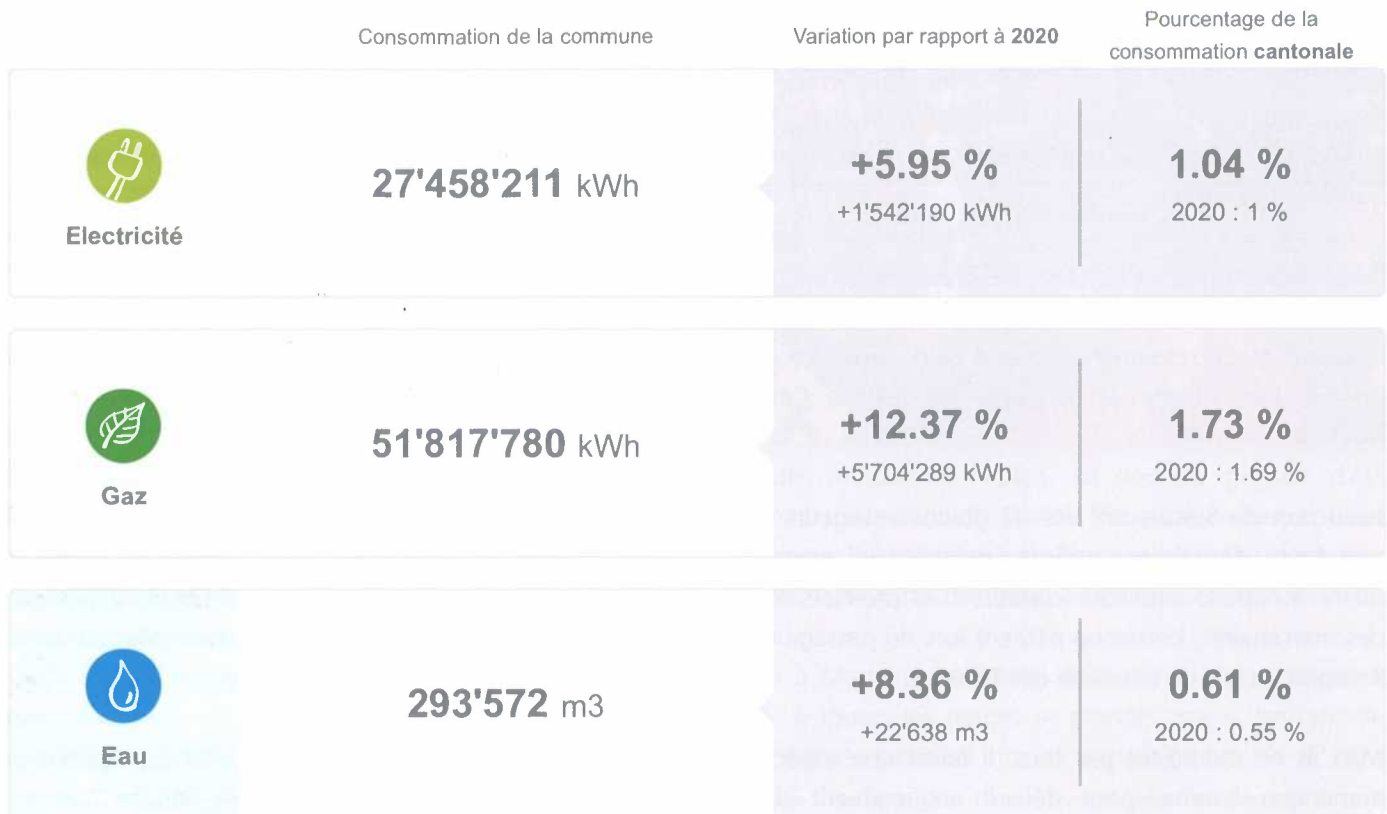 Consommation de la commune
Variation par rapport à 2020
Pourcentage de la
consommation cantonale
Electricité
27'458'211 kWh
+5.95 %
+1'542'190 kWh
1.04 %
2020 : 1 %
Gaz
51'817'780 kWh
+12.37 %
+5'704'289 kWh
1.73 %
2020 : 1.69 %
Eau
293'572 m3
+8.36 %
+22'638 m3
0.61 %
2020 : 0.55 %